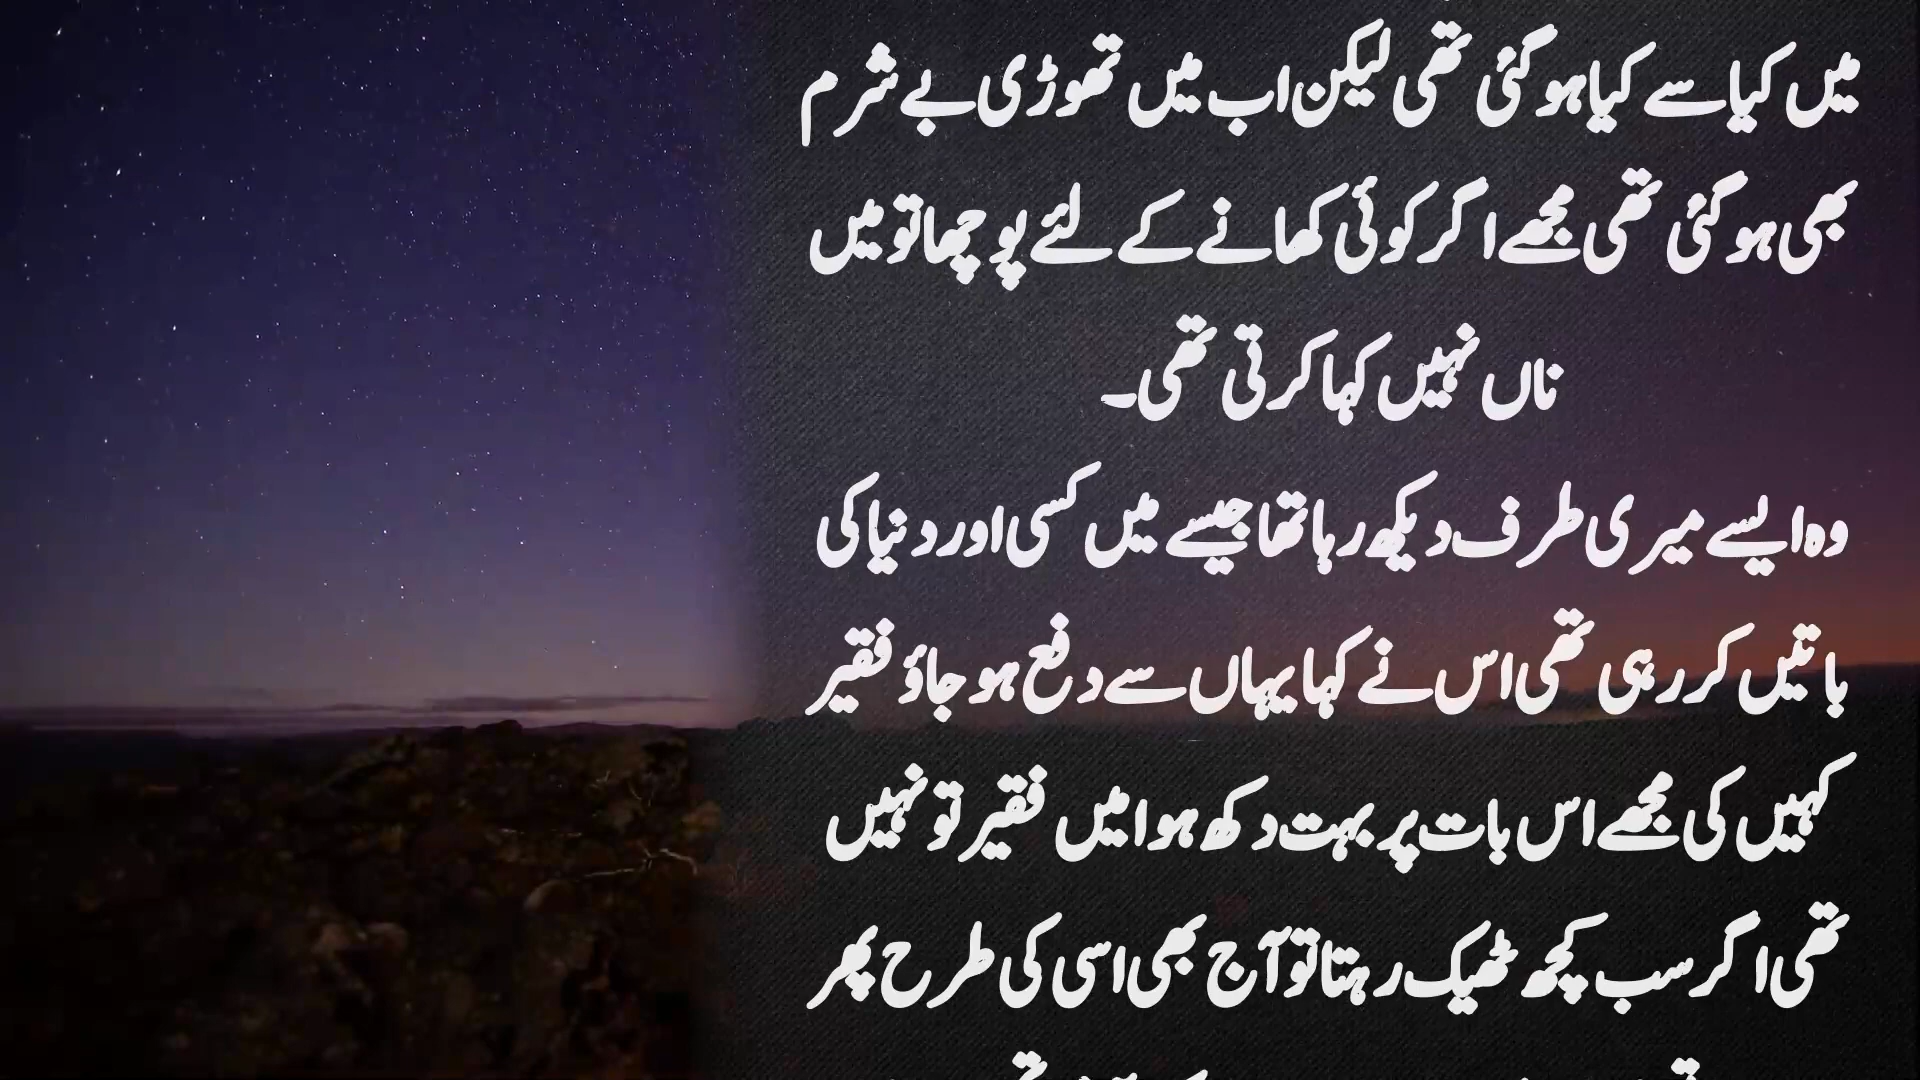 میں کیا سے کیا ہو گئی تھی لیکن اب میں تھوڑی بے شرم
بھی ہو گئی تھی مجھے اگر کوئی کھانے کے لئے پوچھا تو میں
ناں نہیں کہا کرتی تھی۔
وہ ایسے میری طرف دیکھ رہا تھا جیسے میں کسی اور دنیا کی
باتیں کر رہی تھی اس نے کہا یہاں سے دفع ہو جاؤ فقیر
کہیں کی مجھے اس بات پر بہت دکھ ہوا میں فقیر تو نہیں
تھی اگر سب کچھ ٹھیک رہتا تو آج بھی اسی کی طرح پھر